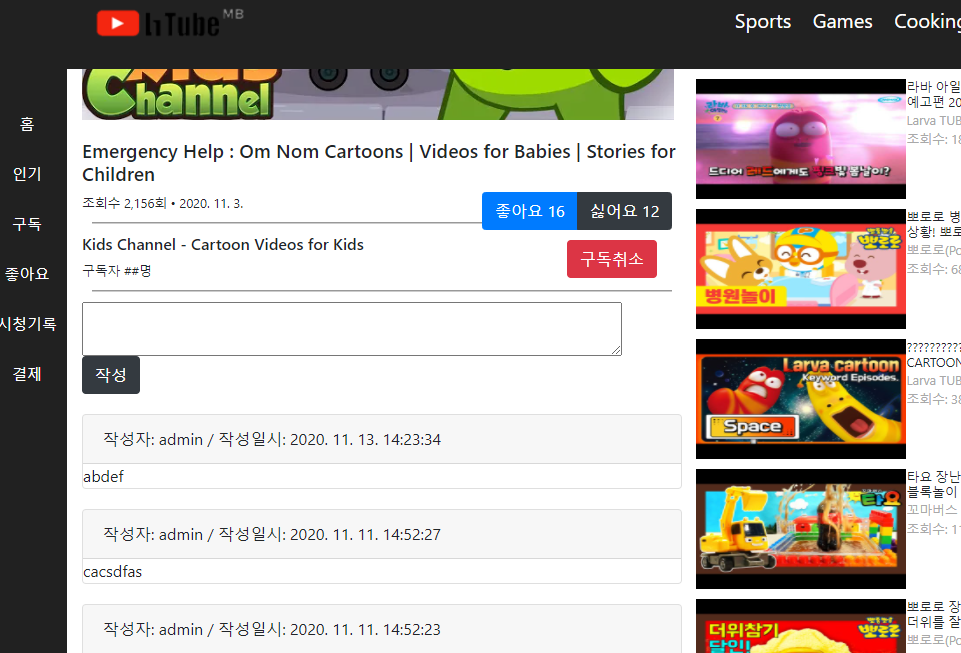 Tube MB
Sports Games Cooking
홈
인기
구독
좋아요
시청기록
결제
Kids
Channel
Emergency Help : Om Nom Cartoons | Videos for Babies | Stories for
Children
조회수 2,156회 • 2020. 11. 3.
좋아요 16 싫어요 12
Kids Channel - Cartoon Videos for Kids
구독자 ##명
구독취소
작성
작성자: admin / 작성일시: 2020. 11. 13. 14:23:34
abdef
작성자: admin / 작성일시: 2020. 11. 11. 14:52:27
cacsdfas
작성자: admin / 작성일시: 2020. 11. 11. 14:52:23
드디어 레드에게도
라바 아일
예고편 20
Larva TUB
조회수: 18
뽀로로
병원놀이
뽀로로 병
상황! 뽀로
뽀로로(Po
조회수: 68
Larva cartoon
Keyword Episodes.
Space
??????????
CARTOON
Larva TUB
조회수: 38
타요
타요 장난
블록놀이
꼬마버스
조회수: 11
더위참기
달인!
뽀로로
뽀로로 장
더위를 잘
뽀로로(Po